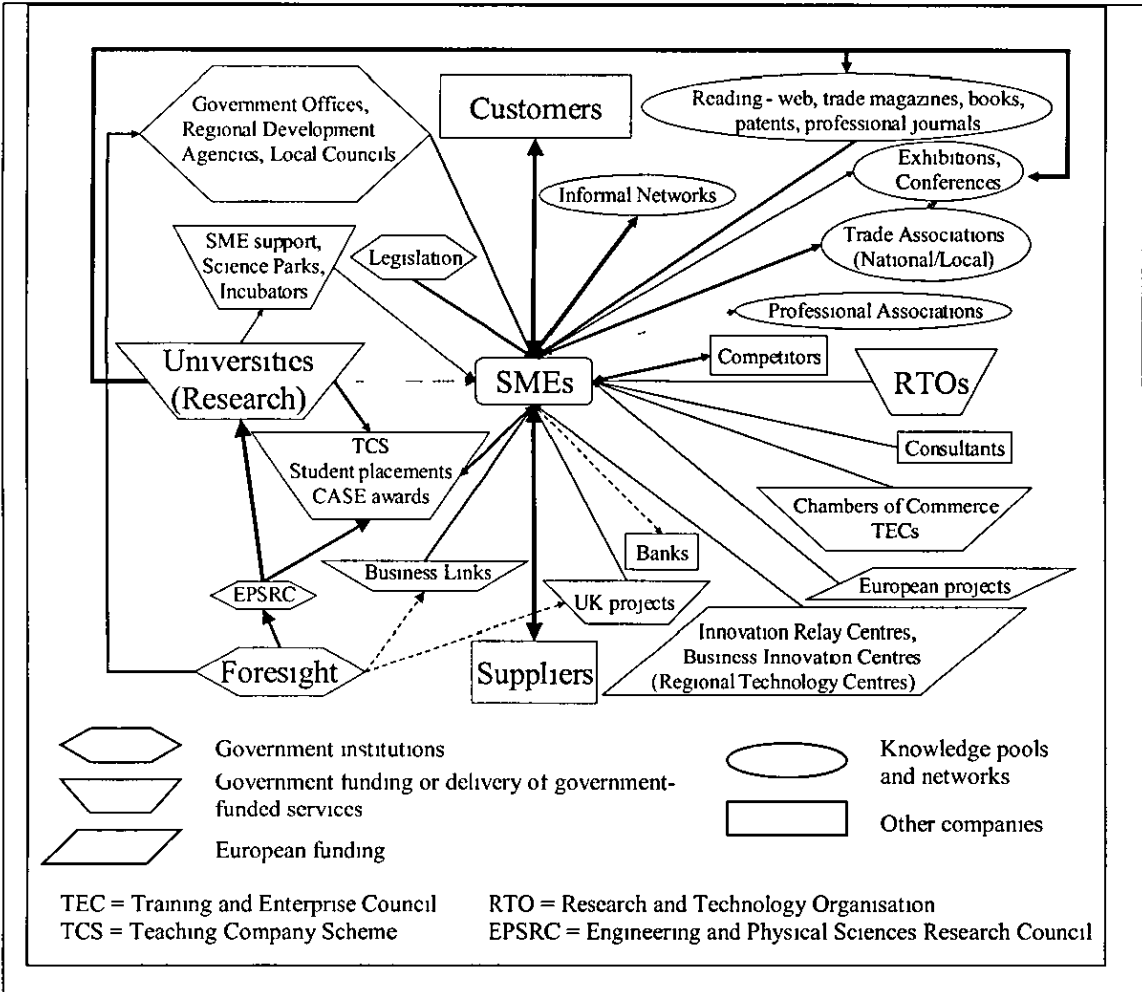 Government Offices,
Regional Development
Agencies, Local Councils
Customers
Reading - web, trade magazines, books,
patents, professional journals
Exhibitions,
Conferences
Informal Networks
SME support,
Science Parks,
Incubators
Legislation
Trade Associations
(National/Local)
Professional Associations
Universities
(Research)
SMEs
Competitors
RTOs
TCS
Student placements
CASE awards
Consultants
Chambers of Commerce
TECs
Banks
Business Links
EPSRC
UK projects
European projects
Foresight
Suppliers
Innovation Relay Centres,
Business Innovation Centres
(Regional Technology Centres)
Government institutions
Government funding or delivery of government-
funded services
European funding
Knowledge pools
and networks
Other companies
TEC = Training and Enterprise Council
TCS = Teaching Company Scheme
RTO = Research and Technology Organisation
EPSRC = Engineering and Physical Sciences Research Council